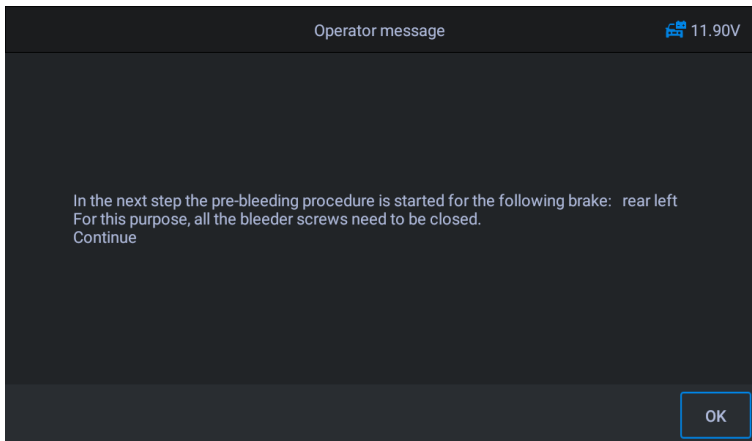 Operator message
11.90V
In the next step the pre-bleeding procedure is started for the following brake: rear left
For this purpose, all the bleeder screws need to be closed.
Continue
OK